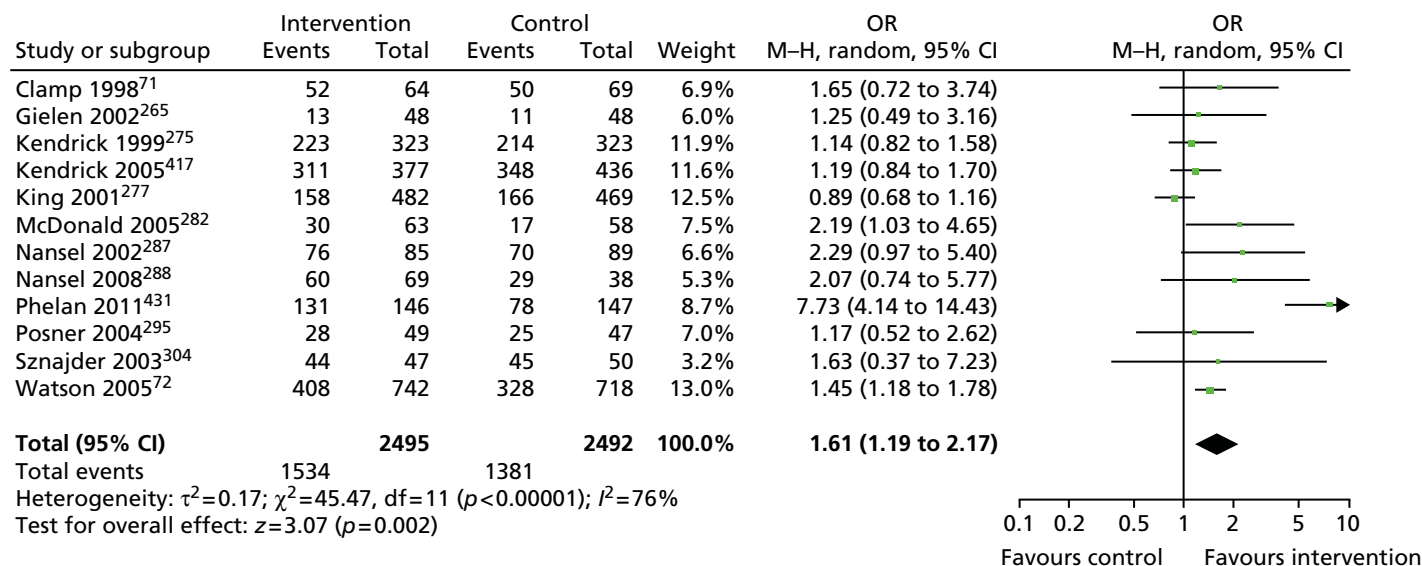 Intervention Control OR OR
Study or subgroup Events Total Events Total Weight M–H, random, 95% CI M–H, random, 95% CI
Clamp 1998⁷¹ 52 64 50 69 6.9% 1.65 (0.72 to 3.74)
Gielen 2002²⁶⁵ 13 48 11 48 6.0% 1.25 (0.49 to 3.16)
Kendrick 1999²⁷⁵ 223 323 214 323 11.9% 1.14 (0.82 to 1.58)
Kendrick 2005⁴¹⁷ 311 377 348 436 11.6% 1.19 (0.84 to 1.70)
King 2001²⁷⁷ 158 482 166 469 12.5% 0.89 (0.68 to 1.16)
McDonald 2005²⁸² 30 63 17 58 7.5% 2.19 (1.03 to 4.65)
Nansel 2002²⁸⁷ 76 85 70 89 6.6% 2.29 (0.97 to 5.40)
Nansel 2008²⁸⁸ 60 69 29 38 5.3% 2.07 (0.74 to 5.77)
Phelan 2011⁴³¹ 131 146 78 147 8.7% 7.73 (4.14 to 14.43)
Posner 2004²⁹⁵ 28 49 25 47 7.0% 1.17 (0.52 to 2.62)
Sznajder 2003³⁰⁴ 44 47 45 50 3.2% 1.63 (0.37 to 7.23)
Watson 2005⁷² 408 742 328 718 13.0% 1.45 (1.18 to 1.78)
Total (95% CI) 2495 2492 100.0% 1.61 (1.19 to 2.17)
Total events 1534 1381
Heterogeneity: τ²=0.17; χ²=45.47, df=11 (p<0.00001); I²=76%
Test for overall effect: z=3.07 (p=0.002)
0.1 0.2 0.5 1 2 5 10
Favours control Favours intervention